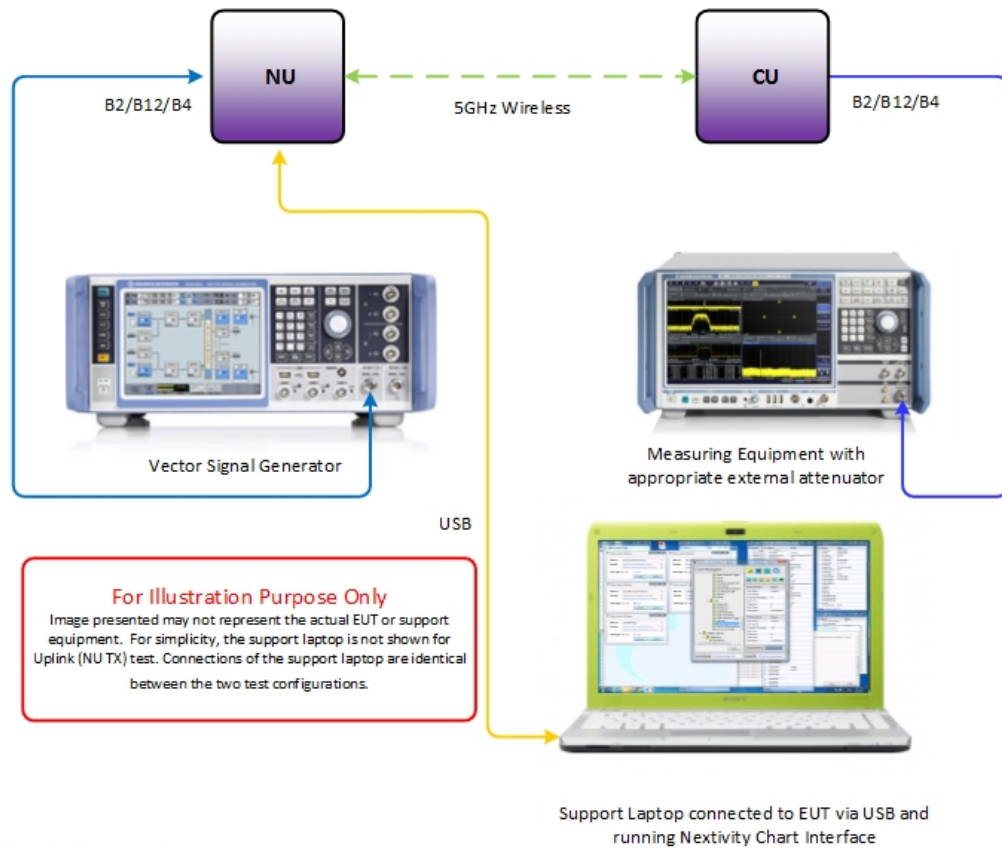 NU
CU
B2/B12/B4
5GHz Wireless
B2/B12/B4
Vector Signal Generator
Measuring Equipment with
appropriate external attenuator
USB
For Illustration Purpose Only
Image presented may not represent the actual EUT or support
equipment. For simplicity, the support laptop is not shown for
Uplink (NU TX) test. Connections of the support laptop are identical
between the two test configurations.
Support Laptop connected to EUT via USB and
running Nextivity Chart Interface